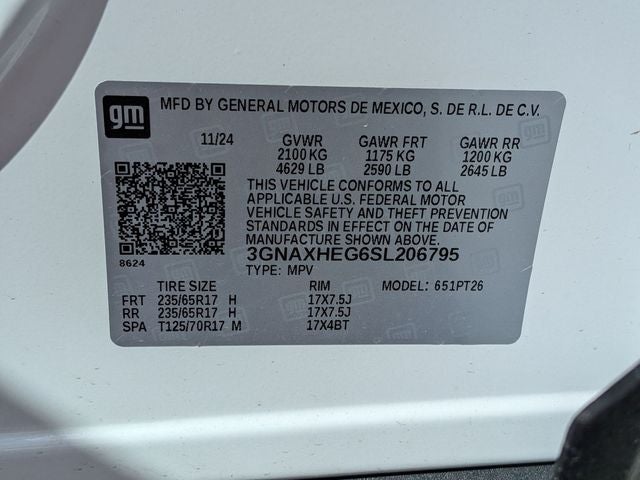 gm
MFD BY GENERAL MOTORS DE MEXICO, S. DE R.L. DE C.V.
11/24 GVWR GAWR FRT GAWR RR
2100 KG 1175 KG 1200 KG
4629 LB 2590 LB 2645 LB
THIS VEHICLE CONFORMS TO ALL
APPLICABLE U.S. FEDERAL MOTOR
VEHICLE SAFETY AND THEFT PREVENTION
STANDARDS IN EFFECT ON THE DATE OF
MANUFACTURE SHOWN ABOVE.
3GNAXHEG6SL206795
8624
TYPE: MPV
TIRE SIZE RIM MODEL: 651PT26
FRT 235/65R17 H 17X7.5J
RR 235/65R17 H 17X7.5J
SPA T125/70R17 M 17X4BT